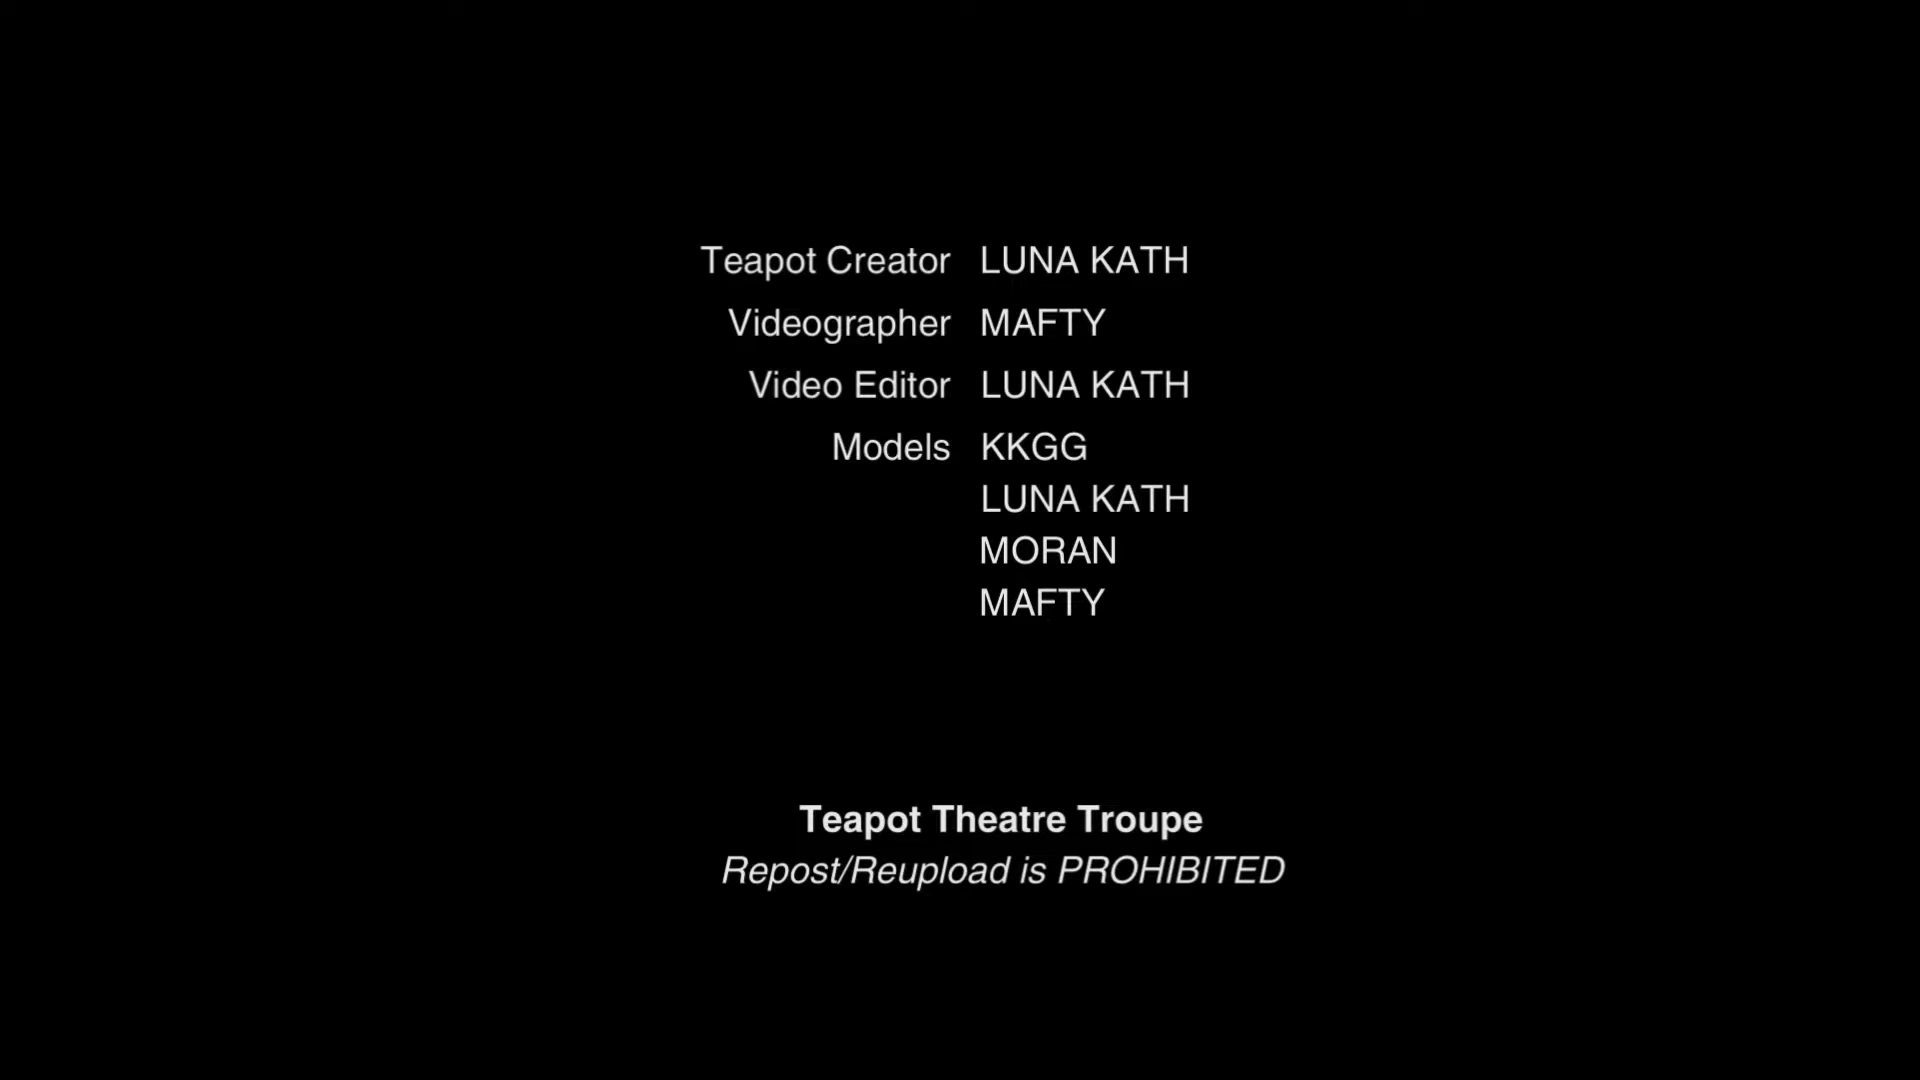 Teapot Creator LUNA KATH
Videographer MAFTY
Video Editor LUNA KATH
Models KKGG
LUNA KATH
MORAN
MAFTY
Teapot Theatre Troupe
Repost/Reupload is PROHIBITED